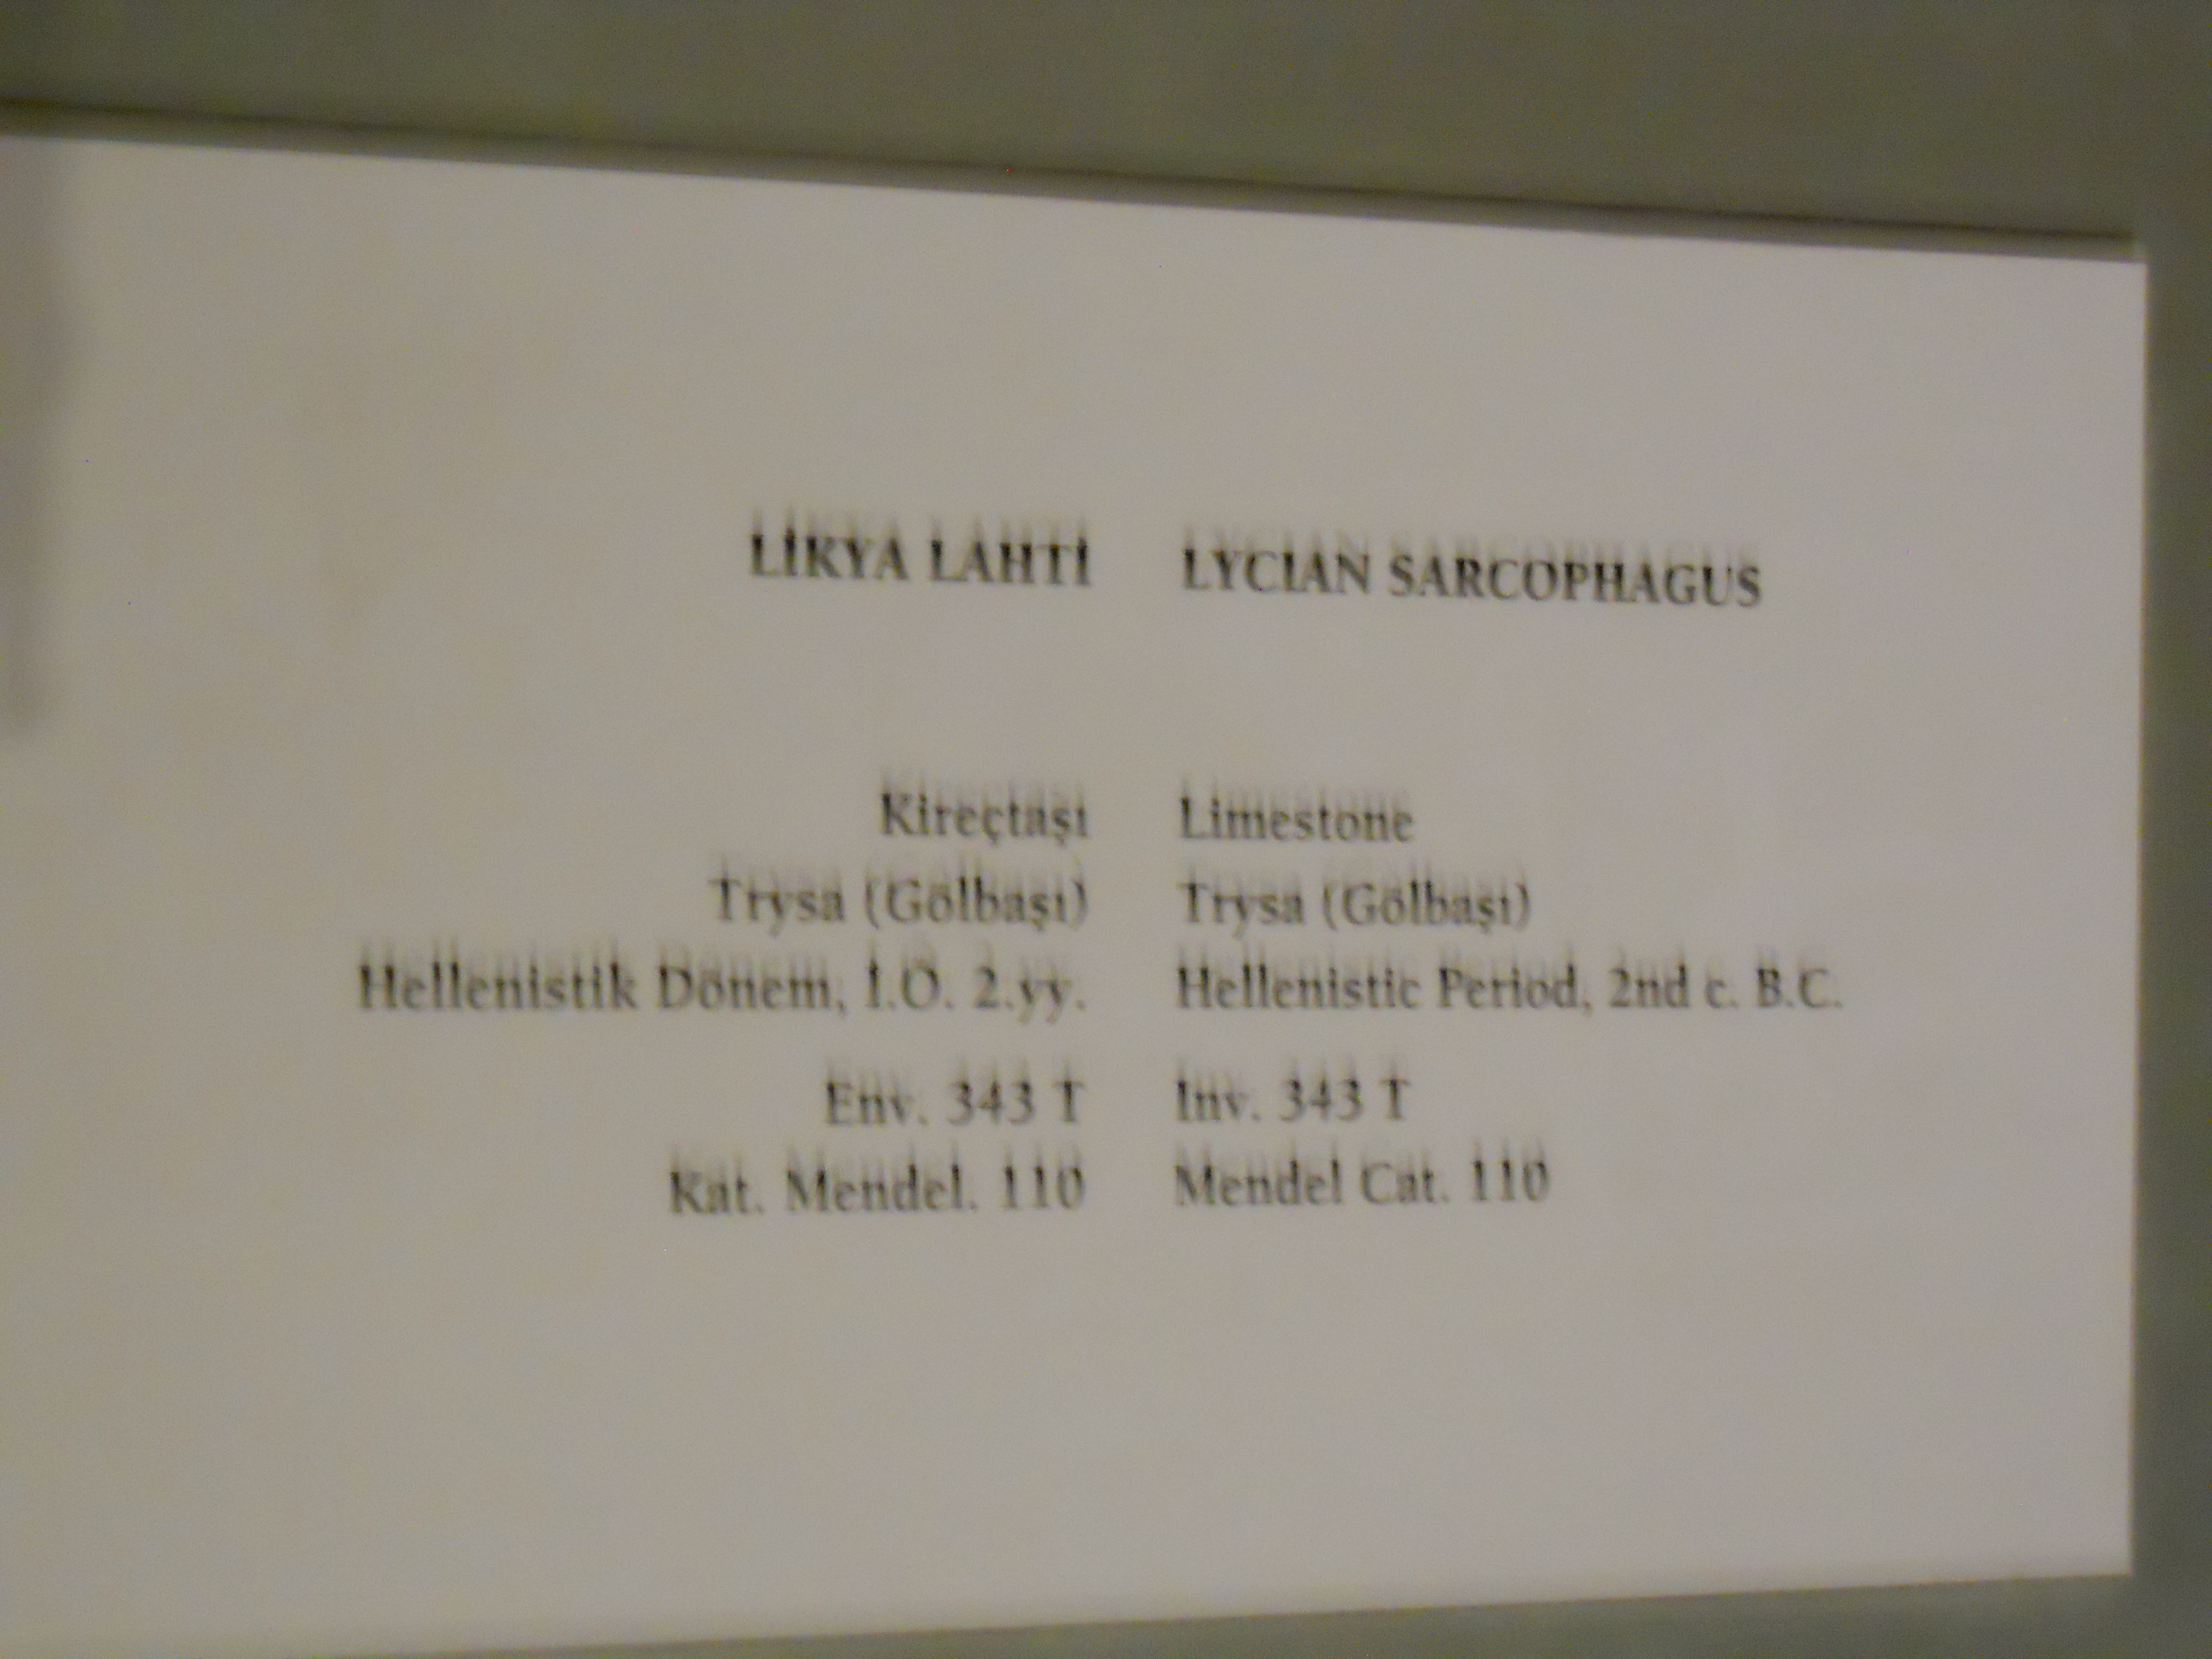 LİKYA LAHTİ LYCIAN SARCOPHAGUS
Kireçtaşı Limestone
Trysa (Gölbaşı) Trysa (Gölbaşı)
Hellenistik Dönem, İ.Ö. 2.yy. Hellenistic Period, 2nd c. B.C.
Env. 343 T Inv. 343 T
Kat. Mendel. 110 Mendel Cat. 110